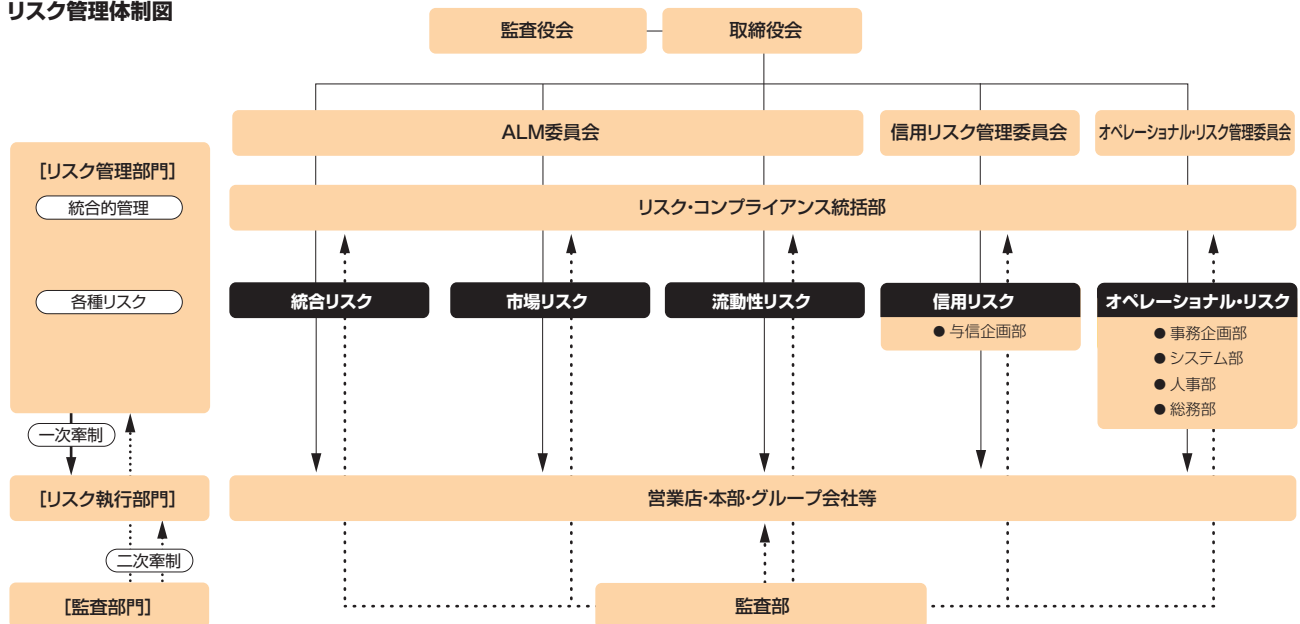 リスク管理体制図
監査役会
取締役会
ALM委員会
信用リスク管理委員会
オペレーショナル・リスク管理委員会
[リスク管理部門]
統合的管理
リスク・コンプライアンス統括部
各種リスク
統合リスク
市場リスク
流動性リスク
信用リスク
● 与信企画部
オペレーショナル・リスク
● 事務企画部
● システム部
● 人事部
● 総務部
一次牽制
[リスク執行部門]
営業店・本部・グループ会社等
二次牽制
[監査部門]
監査部